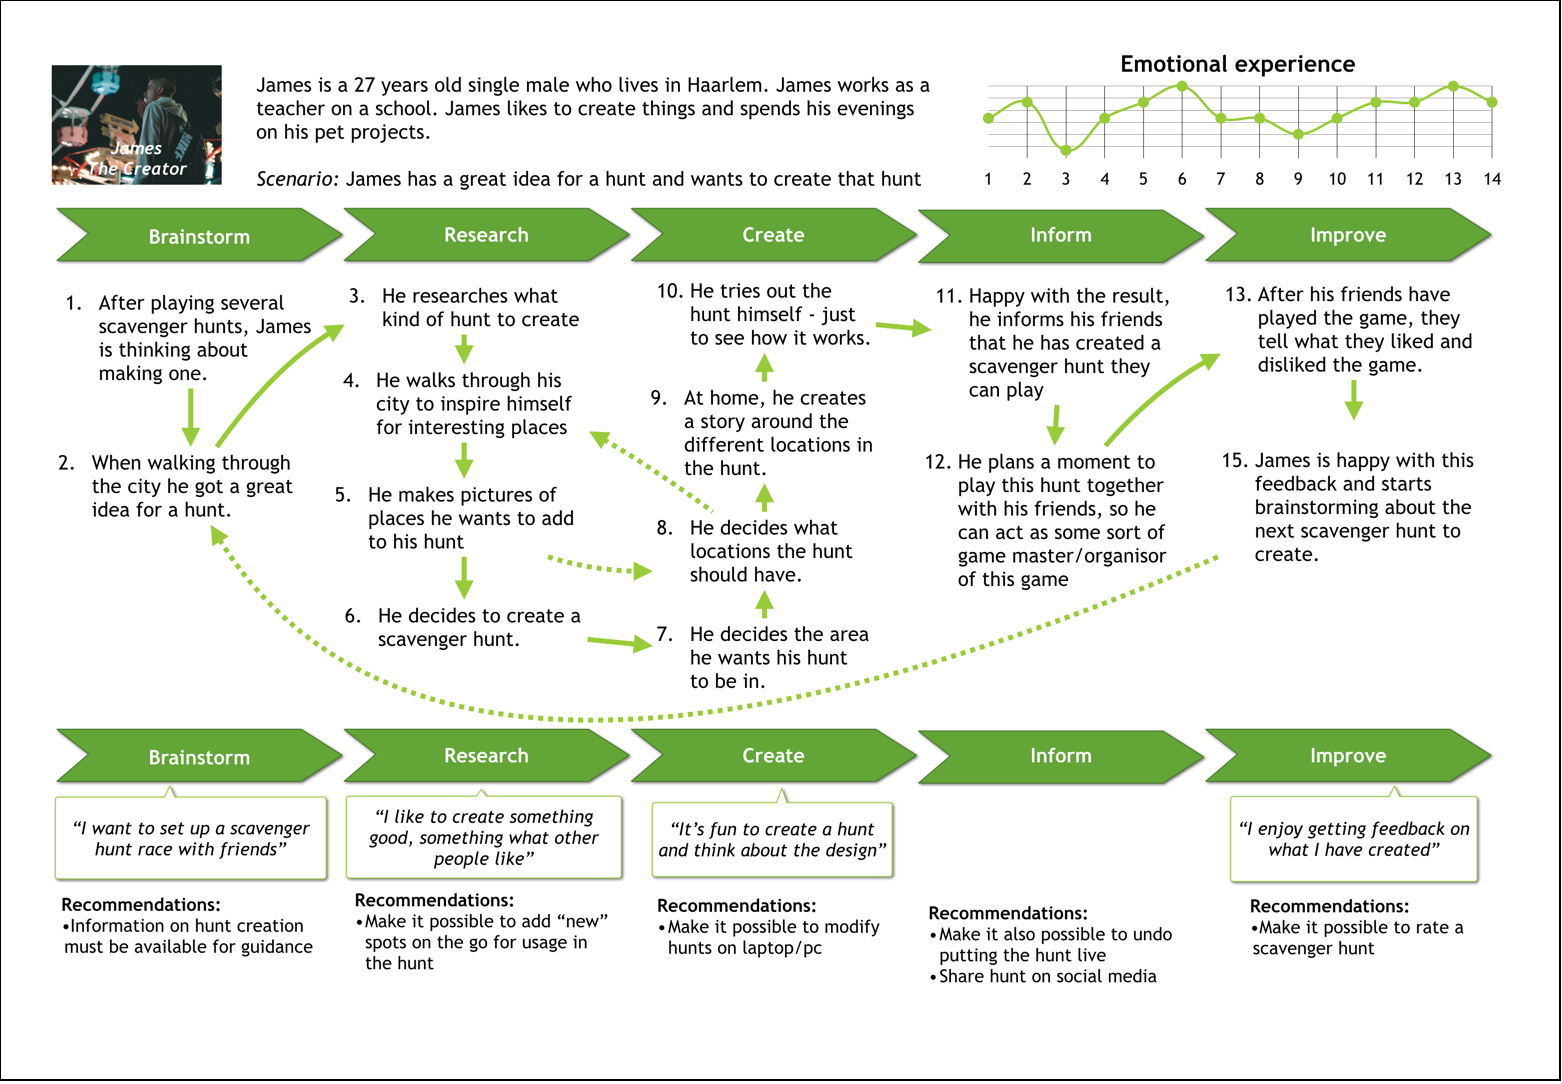 James
The Creator
James is a 27 years old single male who lives in Haarlem. James works as a
teacher on a school. James likes to create things and spends his evenings
on his pet projects.
Scenario: James has a great idea for a hunt and wants to create that hunt
Emotional experience
1 2 3 4 5 6 7 8 9 10 11 12 13 14
Brainstorm
Research
Create
Inform
Improve
1. After playing several
scavenger hunts, James
is thinking about
making one.
2. When walking through
the city he got a great
idea for a hunt.
3. He researches what
kind of hunt to create
4. He walks through his
city to inspire himself
for interesting places
5. He makes pictures of
places he wants to add
to his hunt
6. He decides to create a
scavenger hunt.
10. He tries out the
hunt himself - just
to see how it works.
9. At home, he creates
a story around the
different locations in
the hunt.
8. He decides what
locations the hunt
should have.
7. He decides the area
he wants his hunt
to be in.
11. Happy with the result,
he informs his friends
that he has created a
scavenger hunt they
can play
12. He plans a moment to
play this hunt together
with his friends, so he
can act as some sort of
game master/organisor
of this game
13. After his friends have
played the game, they
tell what they liked and
disliked the game.
15. James is happy with this
feedback and starts
brainstorming about the
next scavenger hunt to
create.
Brainstorm
Research
Create
Inform
Improve
“I want to set up a scavenger
hunt race with friends”
Recommendations:
•Information on hunt creation
must be available for guidance
“I like to create something
good, something what other
people like”
Recommendations:
•Make it possible to add “new”
spots on the go for usage in
the hunt
“It’s fun to create a hunt
and think about the design”
Recommendations:
•Make it possible to modify
hunts on laptop/pc
Recommendations:
•Make it also possible to undo
putting the hunt live
•Share hunt on social media
“I enjoy getting feedback on
what I have created”
Recommendations:
•Make it possible to rate a
scavenger hunt